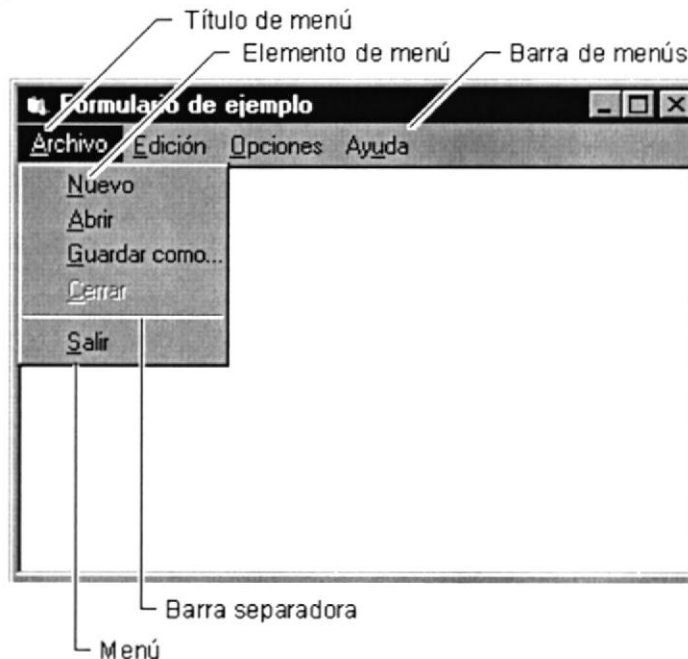 Título de menú
Elemento de menú
Barra de menús
Formulario de ejemplo
Archivo Edición Opciones Ayuda
Nuevo
Abrir
Guardar como...
Cerrar
Salir
Barra separadora
Menú